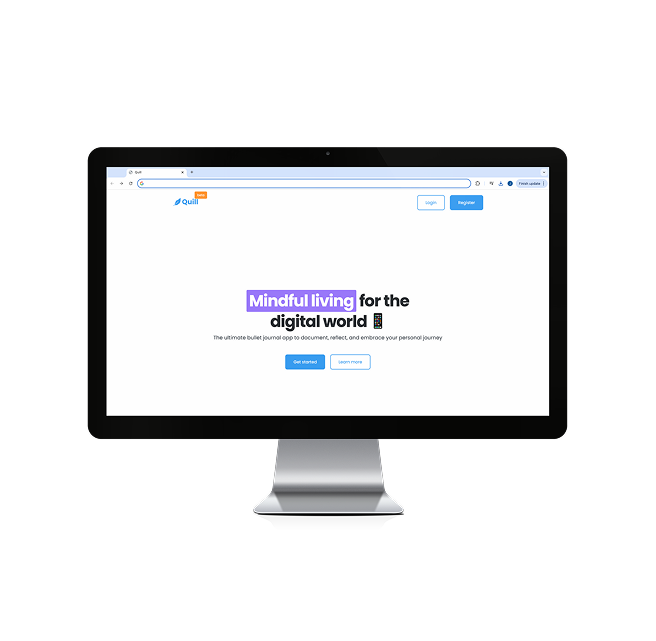 Quill
Finish update
beta
Quill
Login
Register
Mindful living for the
digital world
The ultimate bullet journal app to document, reflect, and embrace your personal journey
Get started
Learn more